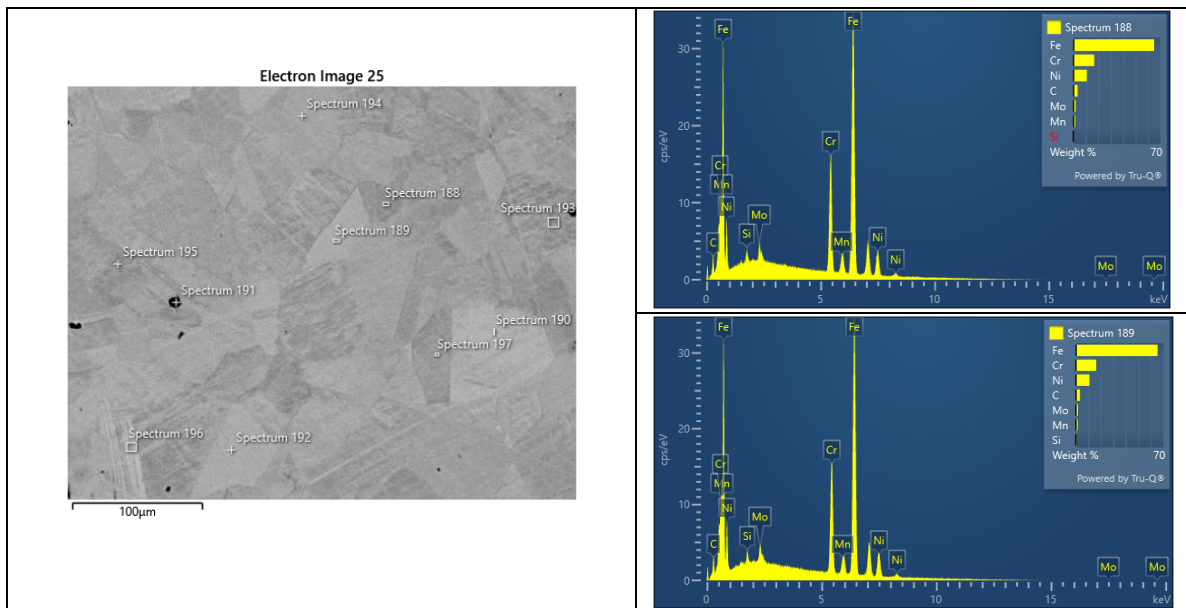 Electron Image 25
Spectrum 194
Spectrum 188
Spectrum 193
Spectrum 189
Spectrum 195
Spectrum 191
Spectrum 190
Spectrum 197
Spectrum 196
Spectrum 192
100µm
Fe
Fe
Spectrum 188
Fe
Cr
Ni
C
Mo
Mn
Si
Weight % 70
Powered by Tru-Q®
30
20
10
0
cps/eV
Cr
Cr
Mn
Ni
C
Si
Mo
Mn
Ni
Ni
Mo
Mo
0 5 10 15 keV
Fe
Fe
Spectrum 189
Fe
Cr
Ni
C
Mo
Mn
Si
Weight % 70
Powered by Tru-Q®
30
20
10
0
cps/eV
Cr
Cr
Mn
Ni
C
Si
Mo
Mn
Ni
Ni
Mo
Mo
0 5 10 15 keV